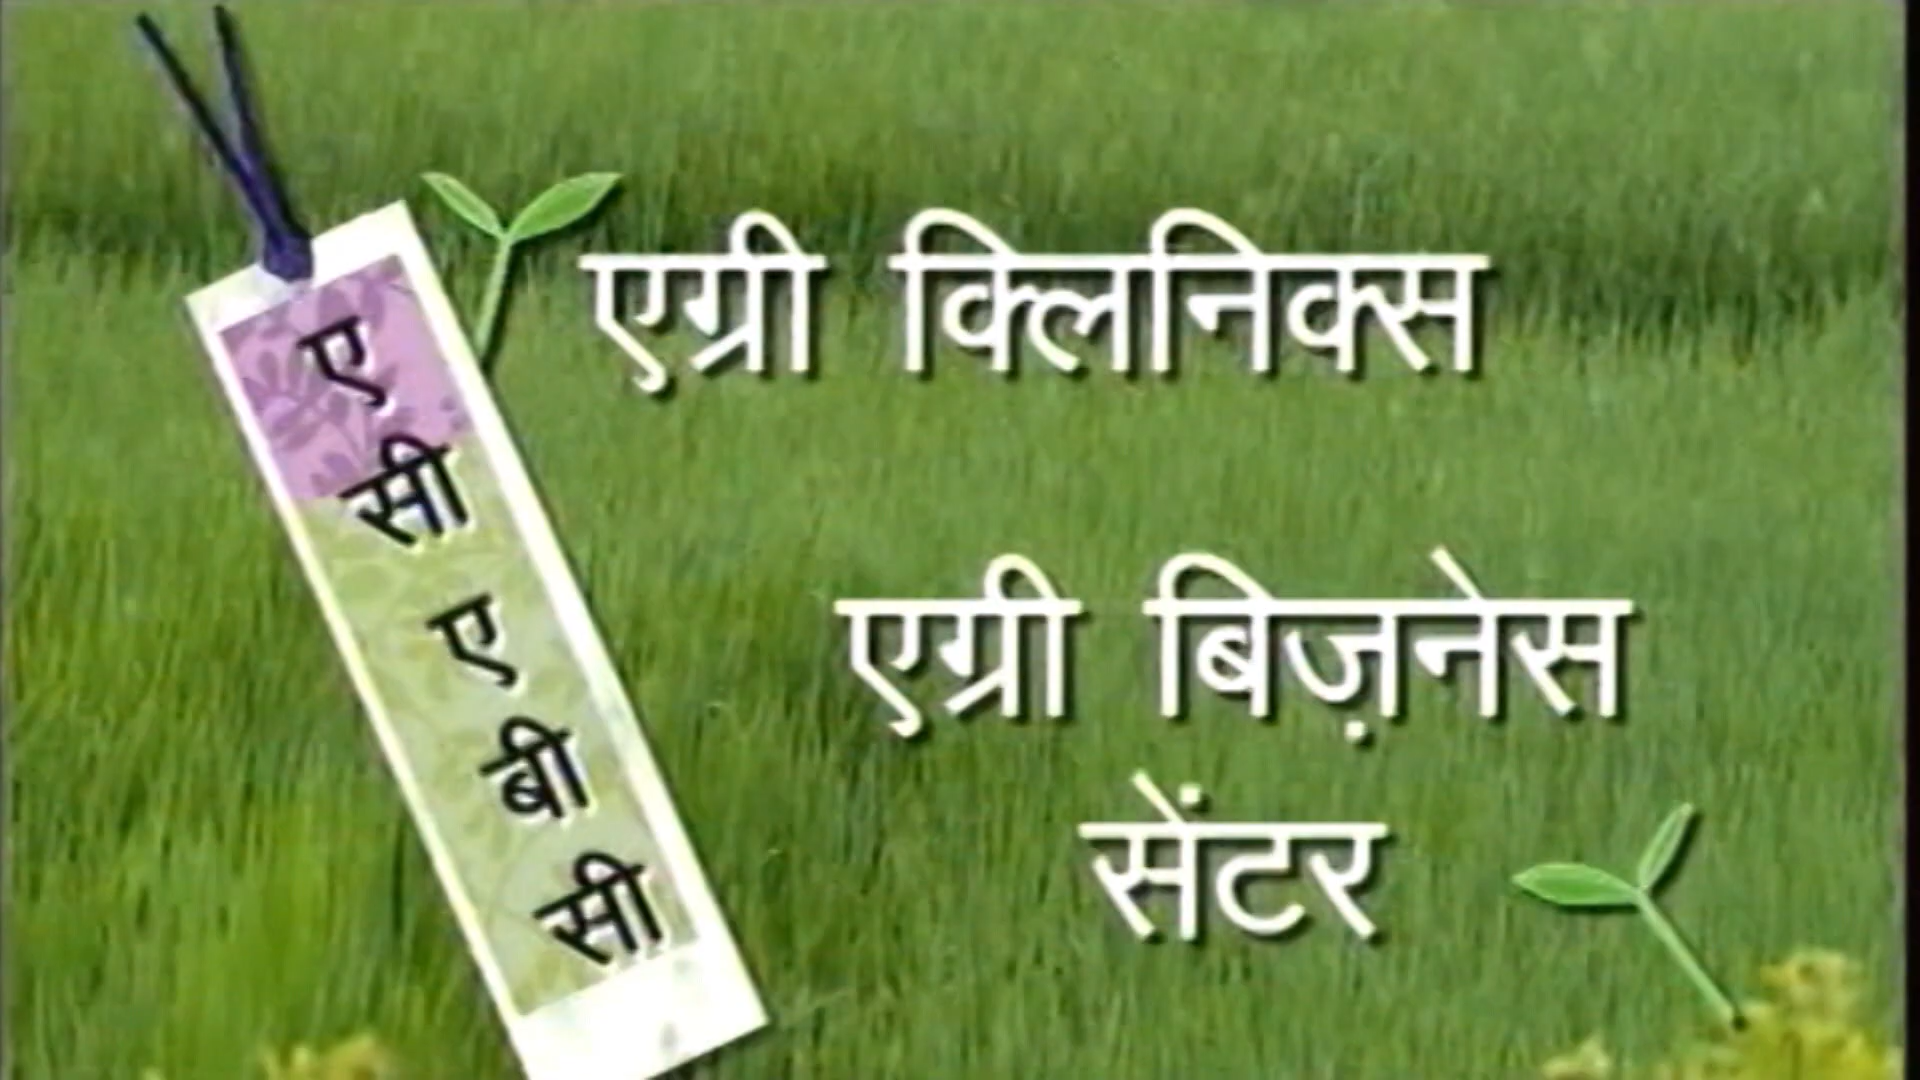 ए
सी
ए
बी
सी
एग्री क्लिनिक्स
एग्री बिज़नेस
सेंटर